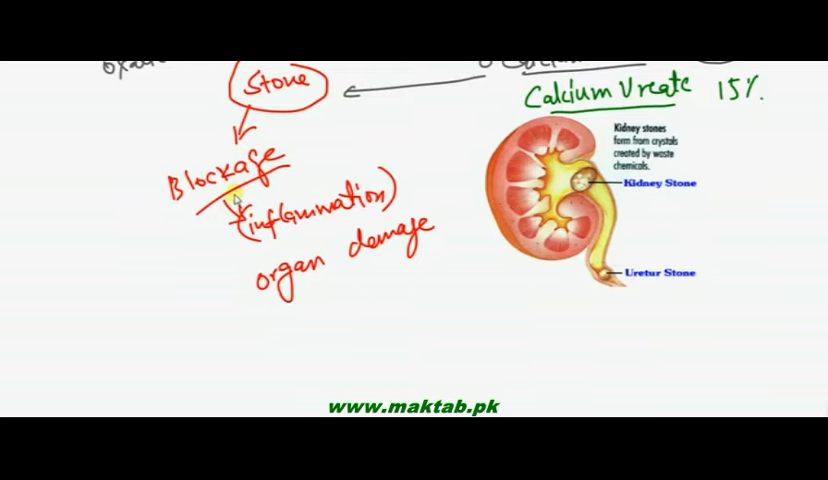 Stone
Calcium Ureate 15%.
Blockage
(inflammation)
organ damage
Kidney stones
form from crystals
created by waste
chemicals.
Kidney Stone
Uretur Stone
www.maktab.pk